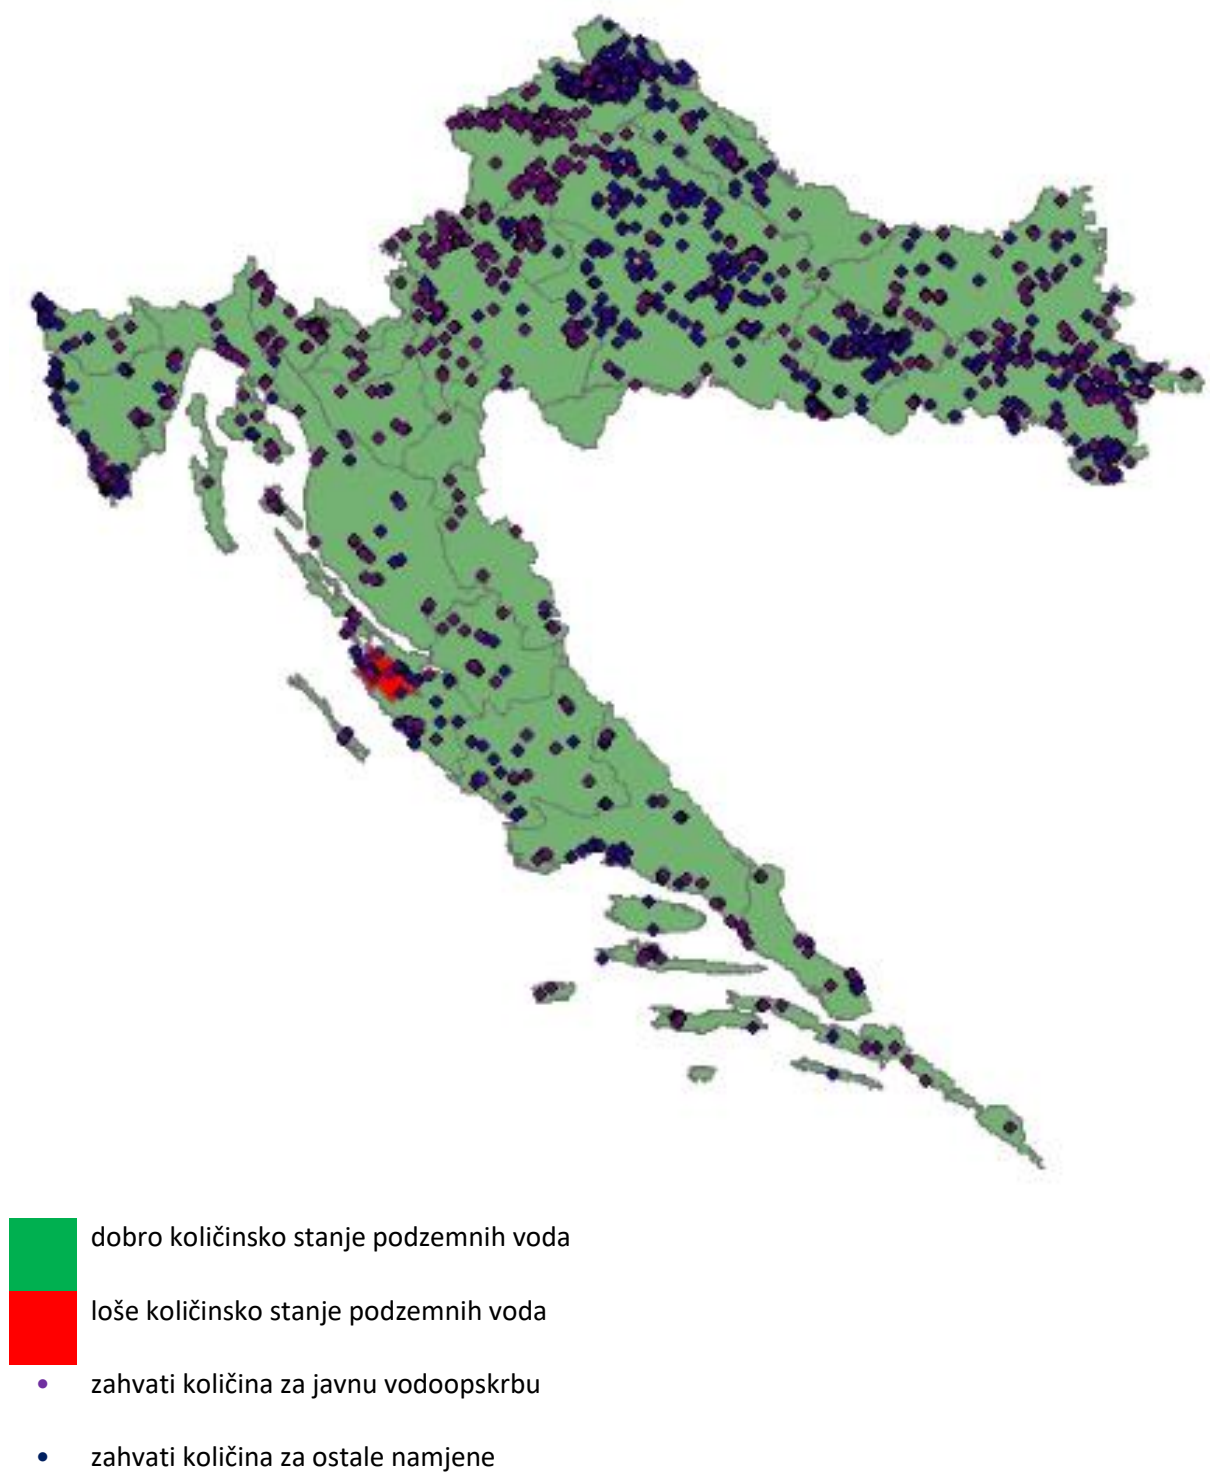 dobro količinsko stanje podzemnih voda
loše količinsko stanje podzemnih voda
zahvati količina za javnu vodoopskrbu
zahvati količina za ostale namjene